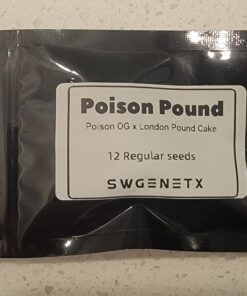 Poison Pound
Poison OG x London Pound Cake
12 Regular seeds
SWGENETX